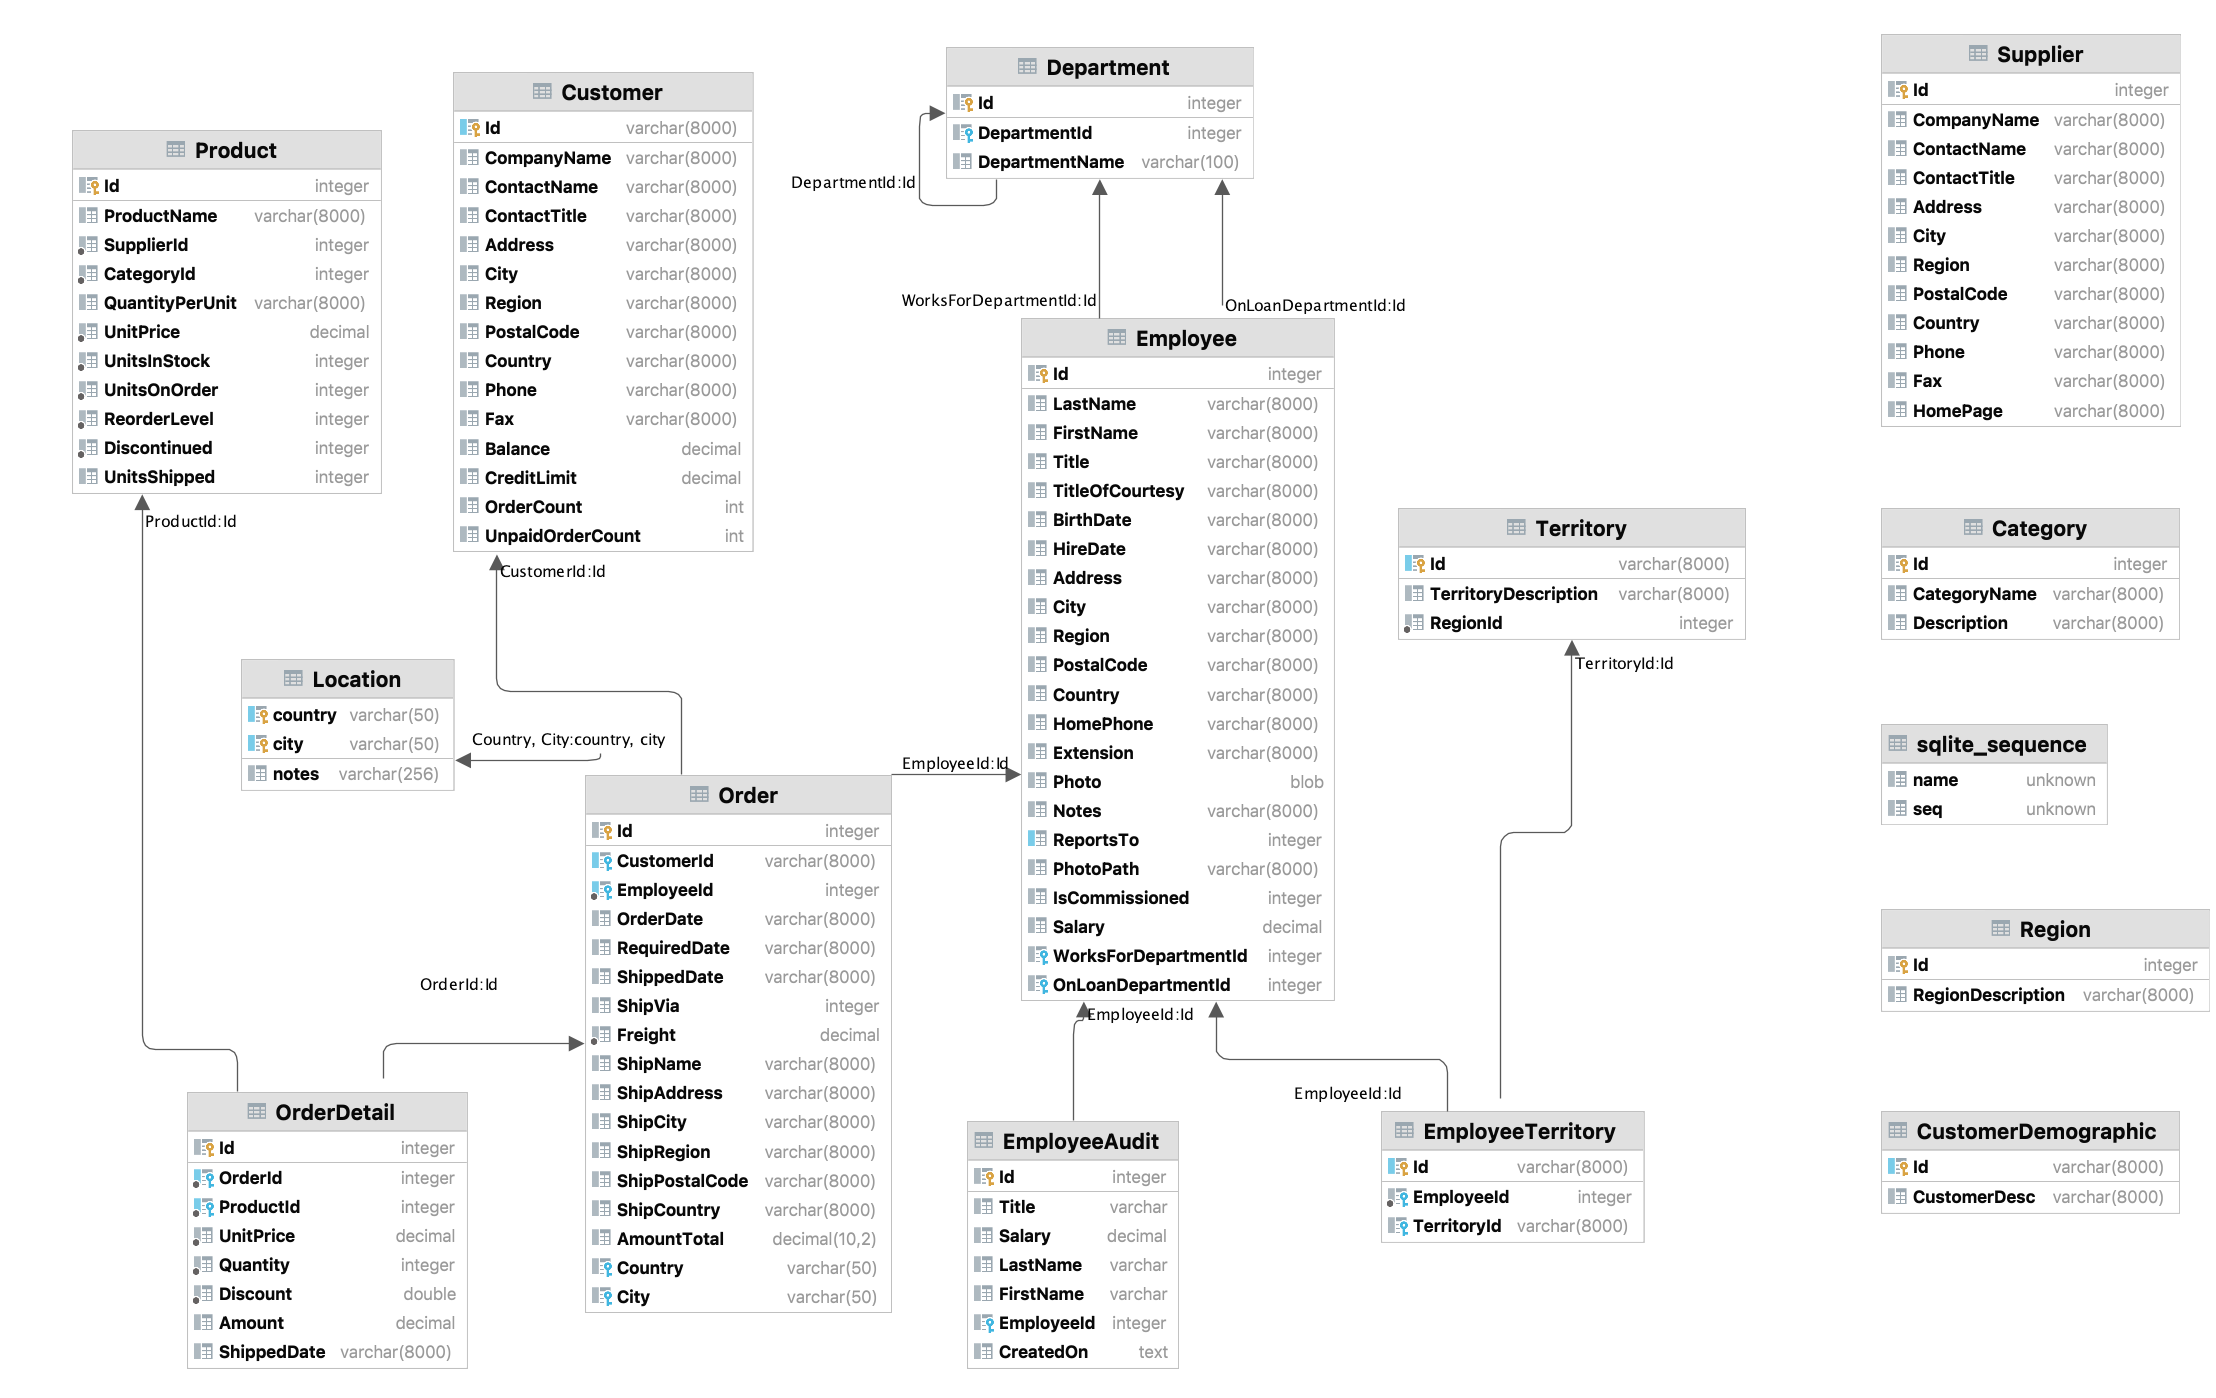 Product
Id integer
ProductName varchar(8000)
SupplierId integer
CategoryId integer
QuantityPerUnit varchar(8000)
UnitPrice decimal
UnitsInStock integer
UnitsOnOrder integer
ReorderLevel integer
Discontinued integer
UnitsShipped integer
ProductId:Id
Customer
Id varchar(8000)
CompanyName varchar(8000)
ContactName varchar(8000)
ContactTitle varchar(8000)
Address varchar(8000)
City varchar(8000)
Region varchar(8000)
PostalCode varchar(8000)
Country varchar(8000)
Phone varchar(8000)
Fax varchar(8000)
Balance decimal
CreditLimit decimal
OrderCount int
UnpaidOrderCount int
CustomerId:Id
Department
Id integer
DepartmentId integer
DepartmentName varchar(100)
DepartmentId:Id
WorksForDepartmentId:Id
OnLoanDepartmentId:Id
Employee
Id integer
LastName varchar(8000)
FirstName varchar(8000)
Title varchar(8000)
TitleOfCourtesy varchar(8000)
BirthDate varchar(8000)
HireDate varchar(8000)
Address varchar(8000)
City varchar(8000)
Region varchar(8000)
PostalCode varchar(8000)
Country varchar(8000)
HomePhone varchar(8000)
Extension varchar(8000)
Photo blob
Notes varchar(8000)
ReportsTo integer
PhotoPath varchar(8000)
IsCommissioned integer
Salary decimal
WorksForDepartmentId integer
OnLoanDepartmentId integer
EmployeeId:Id
Location
country varchar(50)
city varchar(50)
notes varchar(256)
Country, City:country, city
EmployeeId:Id
Order
Id integer
CustomerId varchar(8000)
EmployeeId integer
OrderDate varchar(8000)
RequiredDate varchar(8000)
ShippedDate varchar(8000)
ShipVia integer
Freight decimal
ShipName varchar(8000)
ShipAddress varchar(8000)
ShipCity varchar(8000)
ShipRegion varchar(8000)
ShipPostalCode varchar(8000)
ShipCountry varchar(8000)
AmountTotal decimal(10,2)
Country varchar(50)
City varchar(50)
OrderId:Id
OrderDetail
Id integer
OrderId integer
ProductId integer
UnitPrice decimal
Quantity integer
Discount double
Amount decimal
ShippedDate varchar(8000)
EmployeeAudit
Id integer
Title varchar
Salary decimal
LastName varchar
FirstName varchar
EmployeeId integer
CreatedOn text
EmployeeId:Id
EmployeeTerritory
Id varchar(8000)
EmployeeId integer
TerritoryId varchar(8000)
Territory
Id varchar(8000)
TerritoryDescription varchar(8000)
RegionId integer
TerritoryId:Id
Supplier
Id integer
CompanyName varchar(8000)
ContactName varchar(8000)
ContactTitle varchar(8000)
Address varchar(8000)
City varchar(8000)
Region varchar(8000)
PostalCode varchar(8000)
Country varchar(8000)
Phone varchar(8000)
Fax varchar(8000)
HomePage varchar(8000)
Category
Id integer
CategoryName varchar(8000)
Description varchar(8000)
sqlite_sequence
name unknown
seq unknown
Region
Id integer
RegionDescription varchar(8000)
CustomerDemographic
Id varchar(8000)
CustomerDesc varchar(8000)